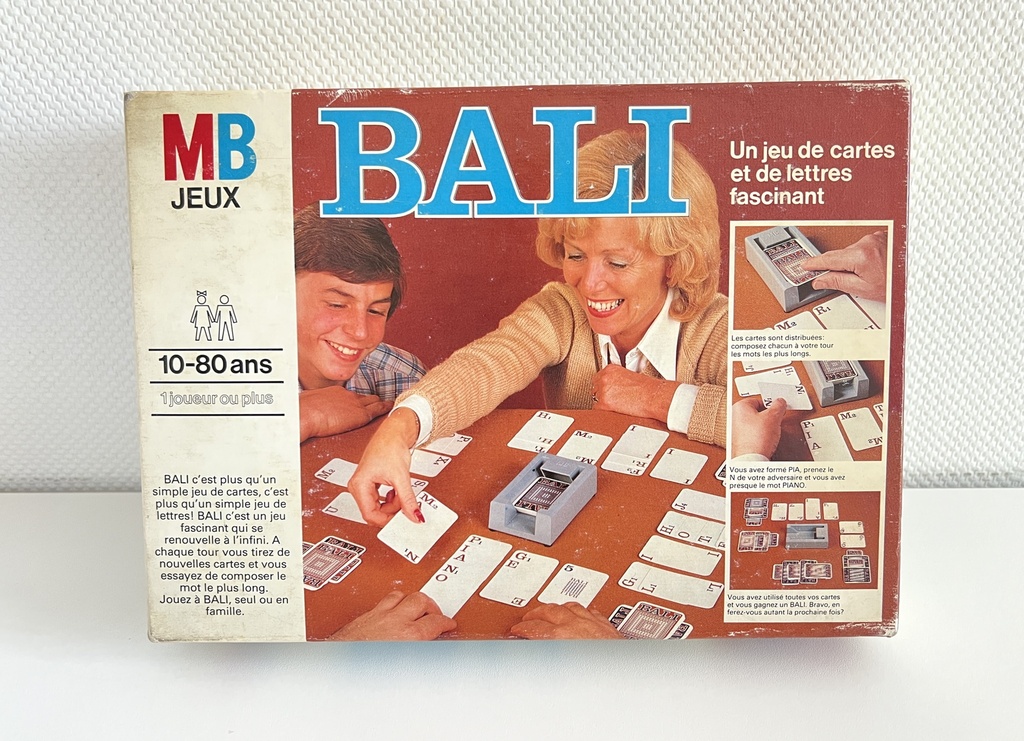 MB
JEUX
BALI
Un jeu de cartes
et de lettres
fascinant
10-80 ans
1 joueur ou plus
BALI c'est plus qu'un
simple jeu de cartes, c'est
plus qu'un simple jeu de
lettres! BALI c'est un jeu
fascinant qui se
renouvelle à l'infini. A
chaque tour vous tirez de
nouvelles cartes et vous
essayez de composer le
mot le plus long.
Jouez à BALI, seul ou en
famille.
Les cartes sont distribuées:
composez chacun à votre tour
les mots les plus longs.
Vous avez formé PIA, prenez le
N de votre adversaire et vous avez
presque le mot PIANO.
Vous avez utilisé toutes vos cartes
et vous gagnez un BALI. Bravo, en
ferez-vous autant la prochaine fois?
P I A N O
G E
5
BALI
BALI